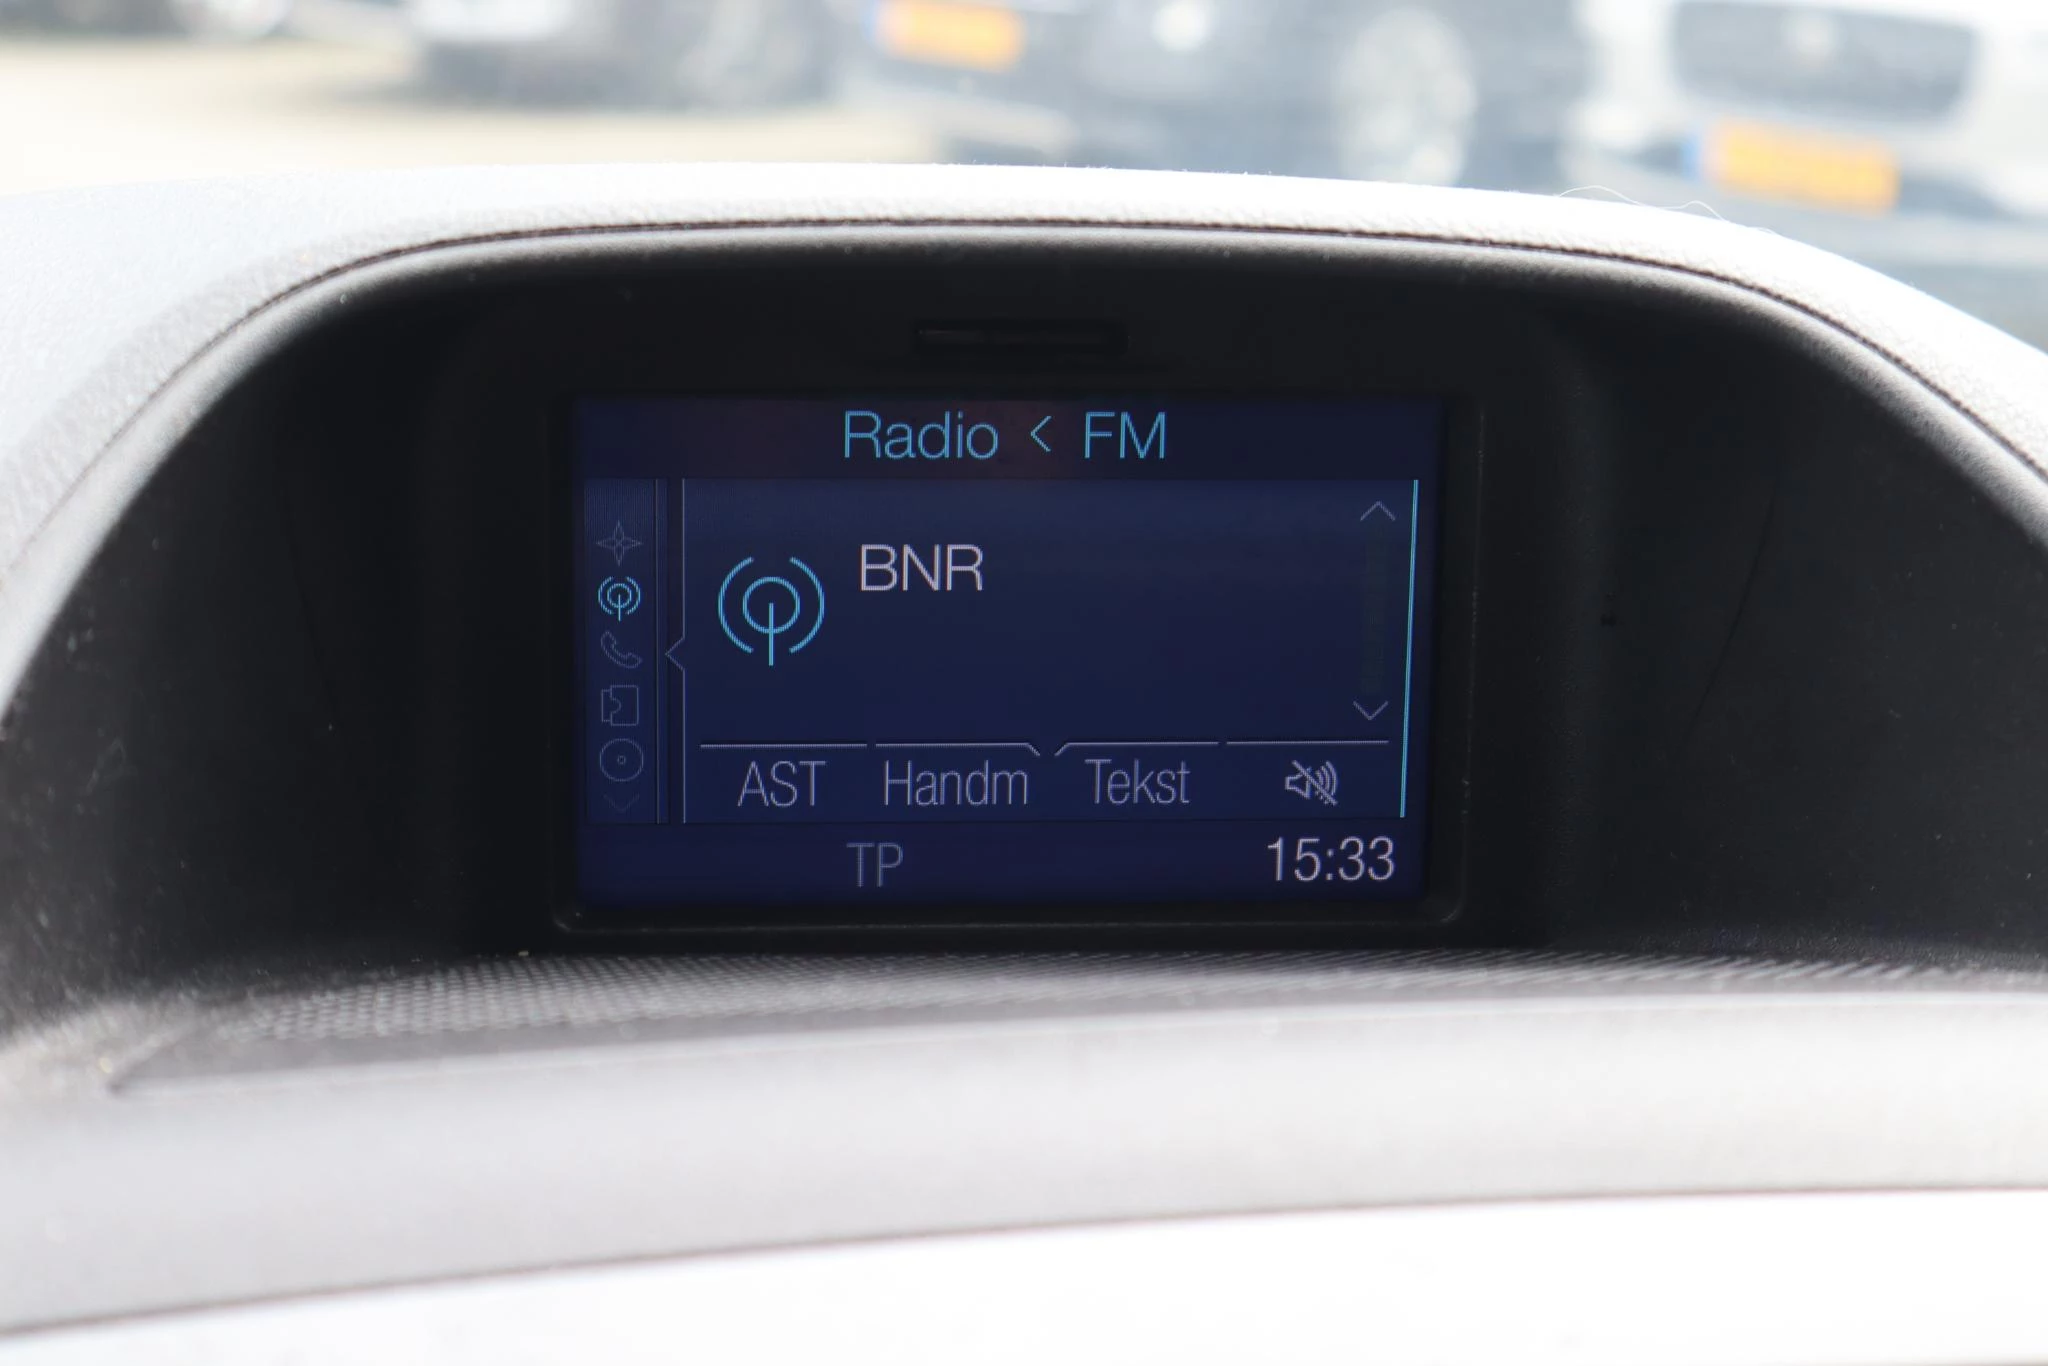 Radio < FM
BNR
AST Handm Tekst
TP 15:33